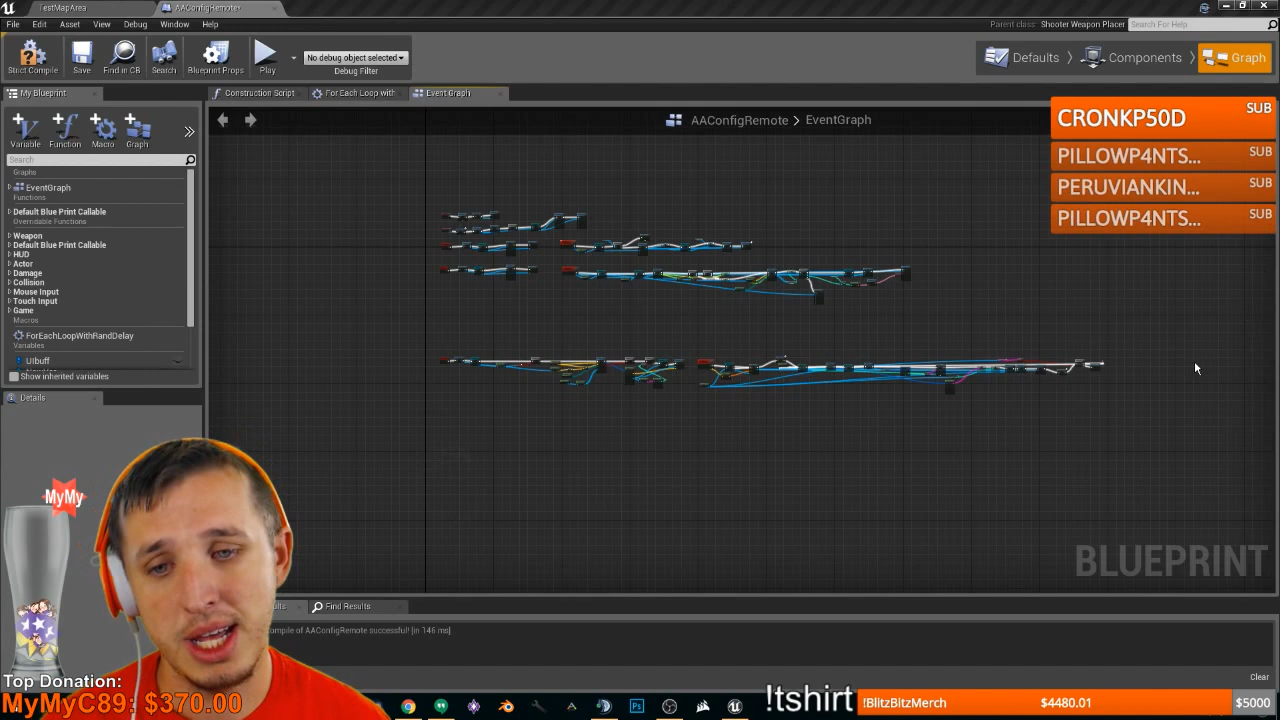 TestMapArea
AAConfigRemote*
File Edit Asset View Debug Window Help
Parent class: Shooter Weapon Placer
Search For Help
Strict Compile
Save
Find in CB
Search
Blueprint Props
Play
No debug object selected
Debug Filter
Defaults
Components
Graph
My Blueprint
Construction Script
For Each Loop with
Event Graph
Variable
Function
Macro
Graph
AAConfigRemote > EventGraph
Search
Graphs
EventGraph
Functions
Default Blue Print Callable
Overridable Functions
Weapon
Default Blue Print Callable
HUD
Actor
Damage
Collision
Mouse Input
Touch Input
Game
Macros
ForEachLoopWithRandDelay
Variables
UIbuff
Show inherited variables
Details
CRONKP50D SUB
PILLOWP4NTS... SUB
PERUVIANKIN... SUB
PILLOWP4NTS... SUB
BLUEPRINT
MyMy
Find Results
compile of AAConfigRemote successful! [in 146 ms]
Clear
Top Donation:
MyMyC89: $370.00
!tshirt
!BlitzBitzMerch
$4480.01
$5000